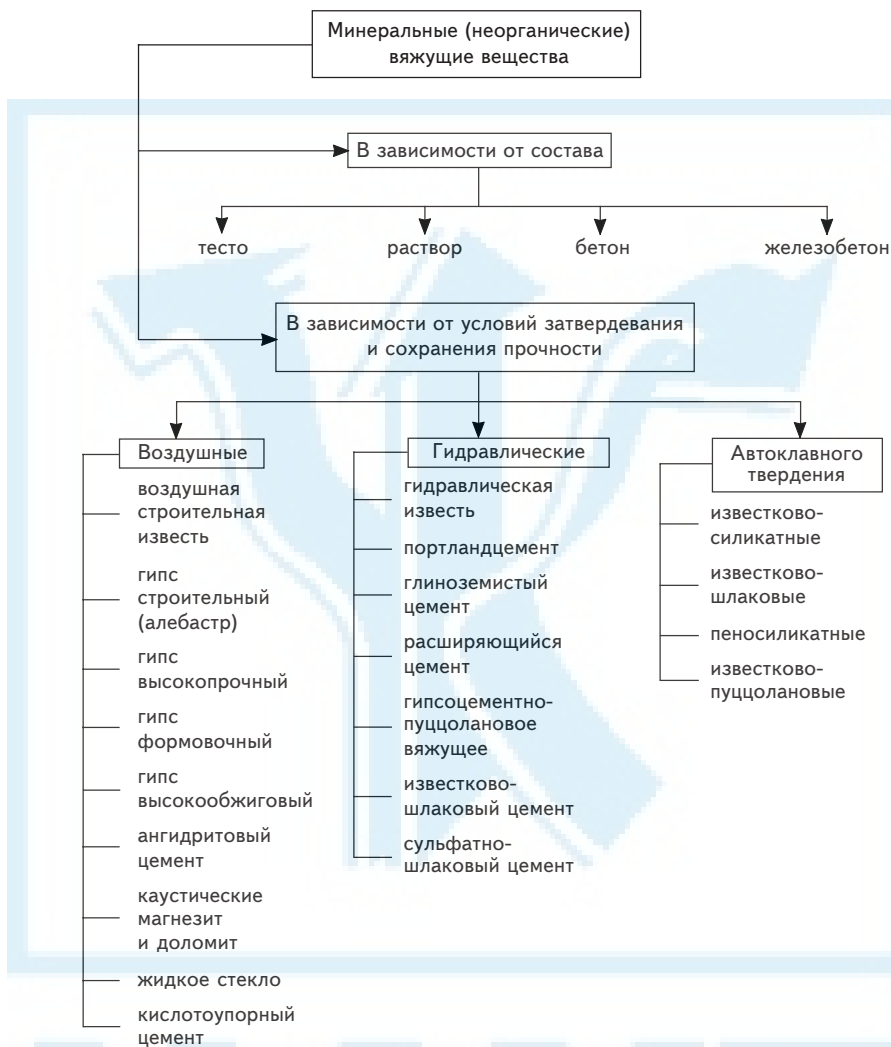 Минеральные (неорганические)
вяжущие вещества
В зависимости от состава
тесто
раствор
бетон
железобетон
В зависимости от условий затвердевания
и сохранения прочности
Воздушные
воздушная
строительная
известь
гипс
строительный
(алебастр)
гипс
высокопрочный
гипс
формовочный
гипс
высокообжиговый
ангидритовый
цемент
каустические
магнезит
и доломит
жидкое стекло
кислотоупорный
цемент
Гидравлические
гидравлическая
известь
портландцемент
глиноземистый
цемент
расширяющийся
цемент
гипсоцементно-
пуццолановое
вяжущее
известково-
шлаковый цемент
сульфатно-
шлаковый цемент
Автоклавного
твердения
известково-
силикатные
известково-
шлаковые
пеносиликатные
известково-
пуццолановые